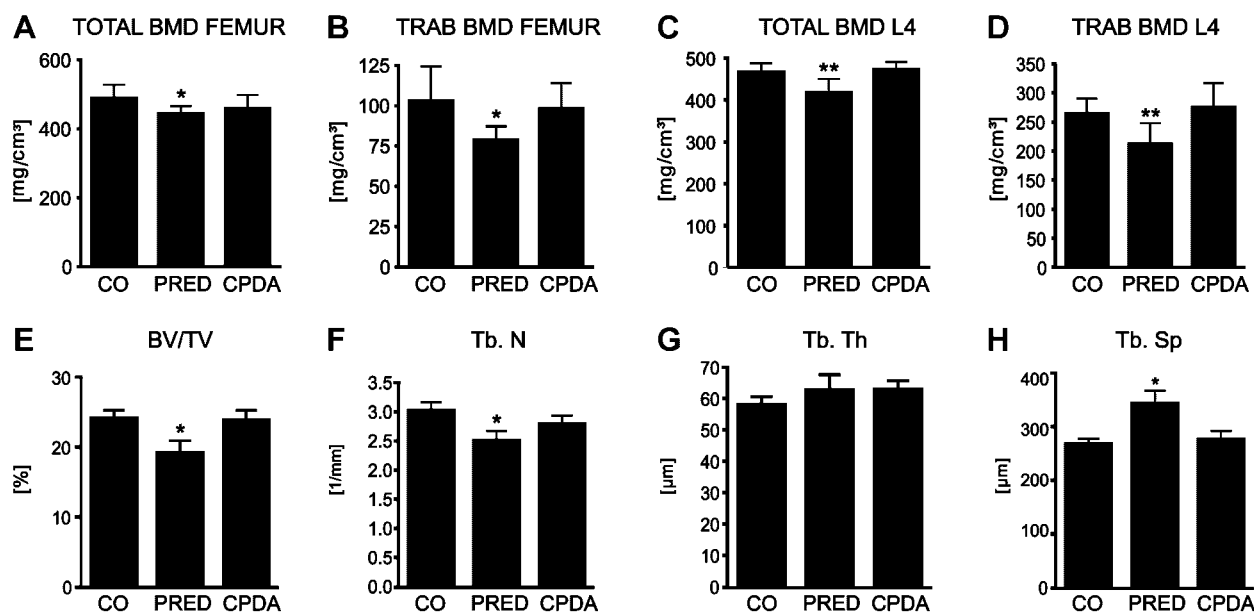 A TOTAL BMD FEMUR
[mg/cm³]
600
400
200
0
*
CO PRED CPDA
B TRAB BMD FEMUR
[mg/cm³]
125
100
75
50
25
0
*
CO PRED CPDA
C TOTAL BMD L4
[mg/cm³]
500
400
300
200
100
0
**
CO PRED CPDA
D TRAB BMD L4
[mg/cm³]
350
300
250
200
150
100
50
0
**
CO PRED CPDA
E BV/TV
[%]
30
20
10
0
*
CO PRED CPDA
F Tb. N
[1/mm]
3.5
3.0
2.5
2.0
1.5
1.0
0.5
0.0
*
CO PRED CPDA
G Tb. Th
[µm]
70
60
50
40
30
20
10
0
CO PRED CPDA
H Tb. Sp
[µm]
400
300
200
100
0
*
CO PRED CPDA